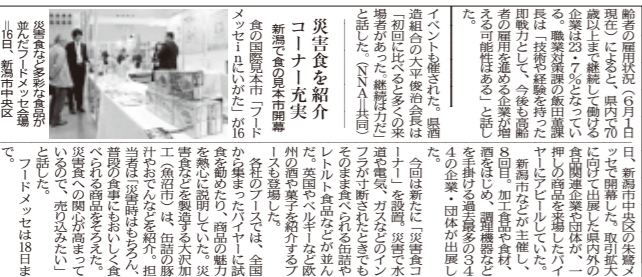 齢者の雇用状況（６月１日
現在）によると、県内で70
歳以上まで継続して働ける
企業は23・７％となってい
る。職業対策課の飯田董課
長は「技術や経験を持った
即戦力として、今後も高齢
者の雇用を進める企業が増
える可能性はある」と話し
た。
イベントも催された。県酒
造組合の大平俊治会長は
「初回に比べると多くの来
場者があった。継続は力だ」
と話した。（NNA＝共同）
災害食を紹介
コーナー充実
新潟で食の見本市開幕
食の国際見本市「フード
メッセinにいがた」が16
日、新潟市中央区の朱鷺メ
ッセで開幕した。取引拡大
に向けて出展した県内外の
食品関連企業や団体が、一
押しの商品を来場したバイ
ヤーにアピールしていた。
新潟市などが主催し、
８回目。加工食品や食材、
酒をはじめ、調理機器など
を手掛ける過去最多の３４
４の企業・団体が出展し
た。
今回は新たに「災害食コ
ーナー」を設置。災害で水
道や電気、ガスなどのイン
フラが寸断されたときでも
そのまま食べられる缶詰や
レトルト食品などが並ん
だ。英国やベルギーなど欧
州の酒や菓子を紹介するブ
ースも登場した。
各社のブースでは、全国
から集まったバイヤーに試
食を勧めたり、商品の魅力
を熱心に説明していた。災
害食などを製造する大沢加
工（魚沼市）は、缶詰の豚
汁やおでんなどを紹介。担
当者は「災害時はもちろん、
普段の食事にもおいしく食
べられる商品をそろえた。
災害食への関心が高まって
いるので、売り込みたい」
と話した。
フードメッセは18日ま
で。
災害食など多彩な食品が
並んだフードメッセ会場
＝16日、新潟市中央区